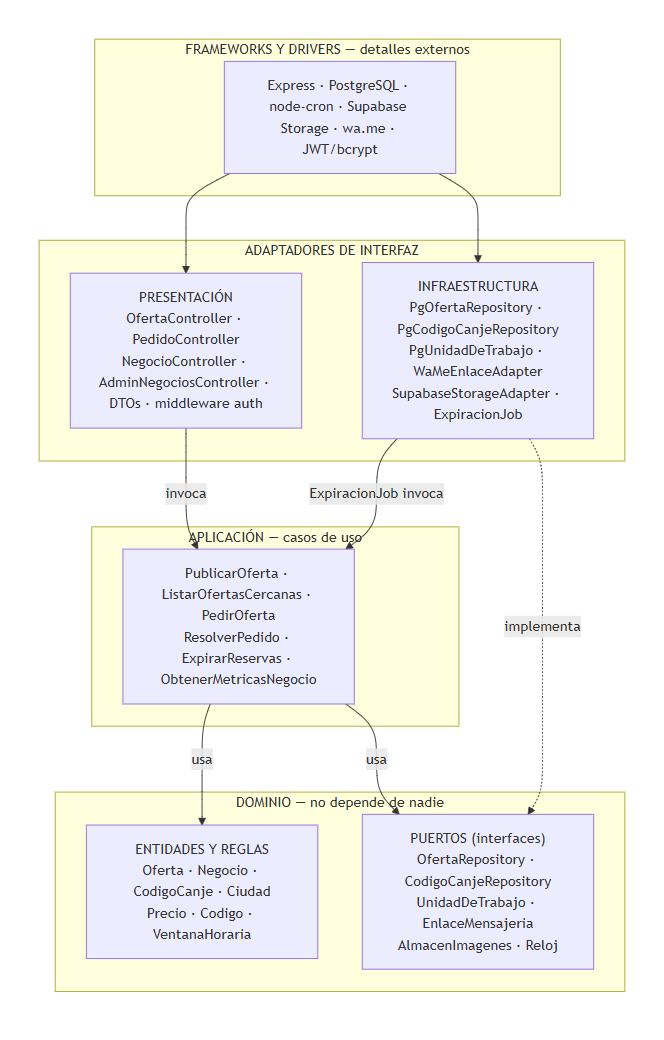 FRAMEWORKS Y DRIVERS — detalles externos
Express · PostgreSQL ·
node-cron · Supabase
Storage · wa.me ·
JWT/bcrypt
ADAPTADORES DE INTERFAZ
PRESENTACIÓN
OfertaController ·
PedidoController
NegocioController ·
AdminNegociosController ·
DTOs · middleware auth
INFRAESTRUCTURA
PgOfertaRepository ·
PgCodigoCanjeRepository
PgUnidadDeTrabajo ·
WaMeEnlaceAdapter
SupabaseStorageAdapter ·
ExpiracionJob
invoca
ExpiracionJob invoca
APLICACIÓN — casos de uso
PublicarOferta ·
ListarOfertasCercanas ·
PedirOferta
ResolverPedido ·
ExpirarReservas ·
ObtenerMetricasNegocio
implementa
usa
usa
DOMINIO — no depende de nadie
ENTIDADES Y REGLAS
Oferta · Negocio ·
CodigoCanje · Ciudad
Precio · Codigo ·
VentanaHoraria
PUERTOS (interfaces)
OfertaRepository ·
CodigoCanjeRepository
UnidadDeTrabajo ·
EnlaceMensajeria
AlmacenImagenes · Reloj